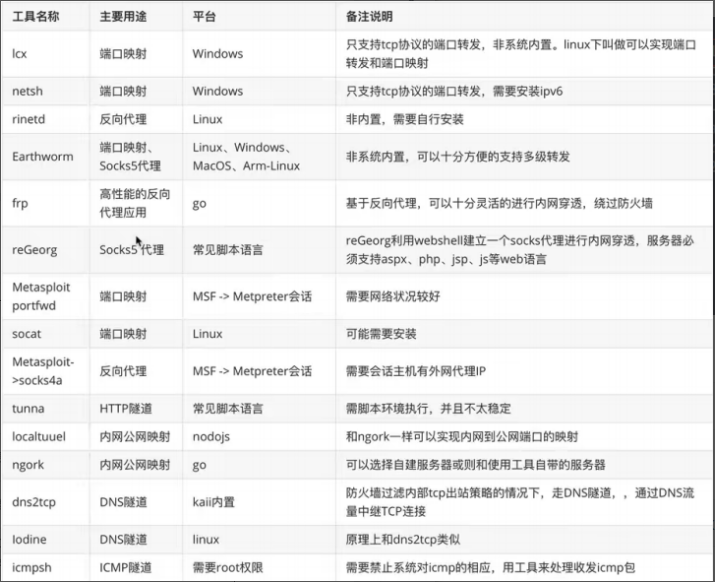 工具名称 主要用途 平台 备注说明
lcx 端口映射 Windows 只支持tcp协议的端口转发，非系统内置。linux下叫做可以实现端口
转发和端口映射
netsh 端口映射 Windows 只支持tcp协议的端口转发，需要安装ipv6
rinetd 反向代理 Linux 非内置，需要自行安装
Earthworm 端口映射、 Linux、Windows、 非系统内置，可以十分方便的支持多级转发
Socks5代理 MacOS、Arm-Linux
frp 高性能的反向 go 基于反向代理，可以十分灵活的进行内网穿透，绕过防火墙
代理应用
reGeorg Socks5代理 常见脚本语言 reGeorg利用webshell建立一个socks代理进行内网穿透，服务器必
须支持aspx、php、jsp、js等web语言
Metasploit 端口映射 MSF -> Metpreter会话 需要网络状况较好
portfwd
socat 端口映射 Linux 可能需要安装
Metasploit- 反向代理 MSF -> Metpreter会话 需要会话主机有外网代理IP
>socks4a
tunna HTTP隧道 常见脚本语言 需脚本环境执行，并且不太稳定
localtuuel 内网公网映射 nodojs 和ngork一样可以实现内网到公网端口的映射
ngork 内网公网映射 go 可以选择自建服务器或则和使用工具自带的服务器
dns2tcp DNS隧道 kaii内置 防火墙过滤内部tcp出站策略的情况下，走DNS隧道，，通过DNS流
量中继TCP连接
Iodine DNS隧道 linux 原理上和dns2tcp类似
icmpsh ICMP隧道 需要root权限 需要禁止系统对icmp的相应，用工具来处理收发icmp包